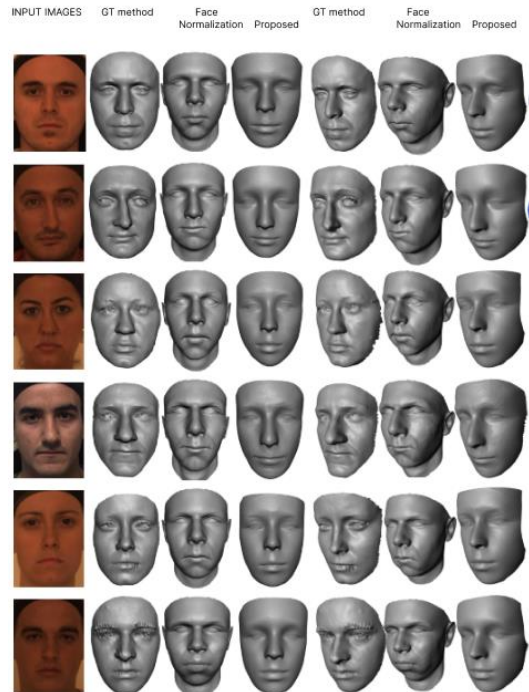 INPUT IMAGES
GT method
Face
Normalization
Proposed
GT method
Face
Normalization
Proposed